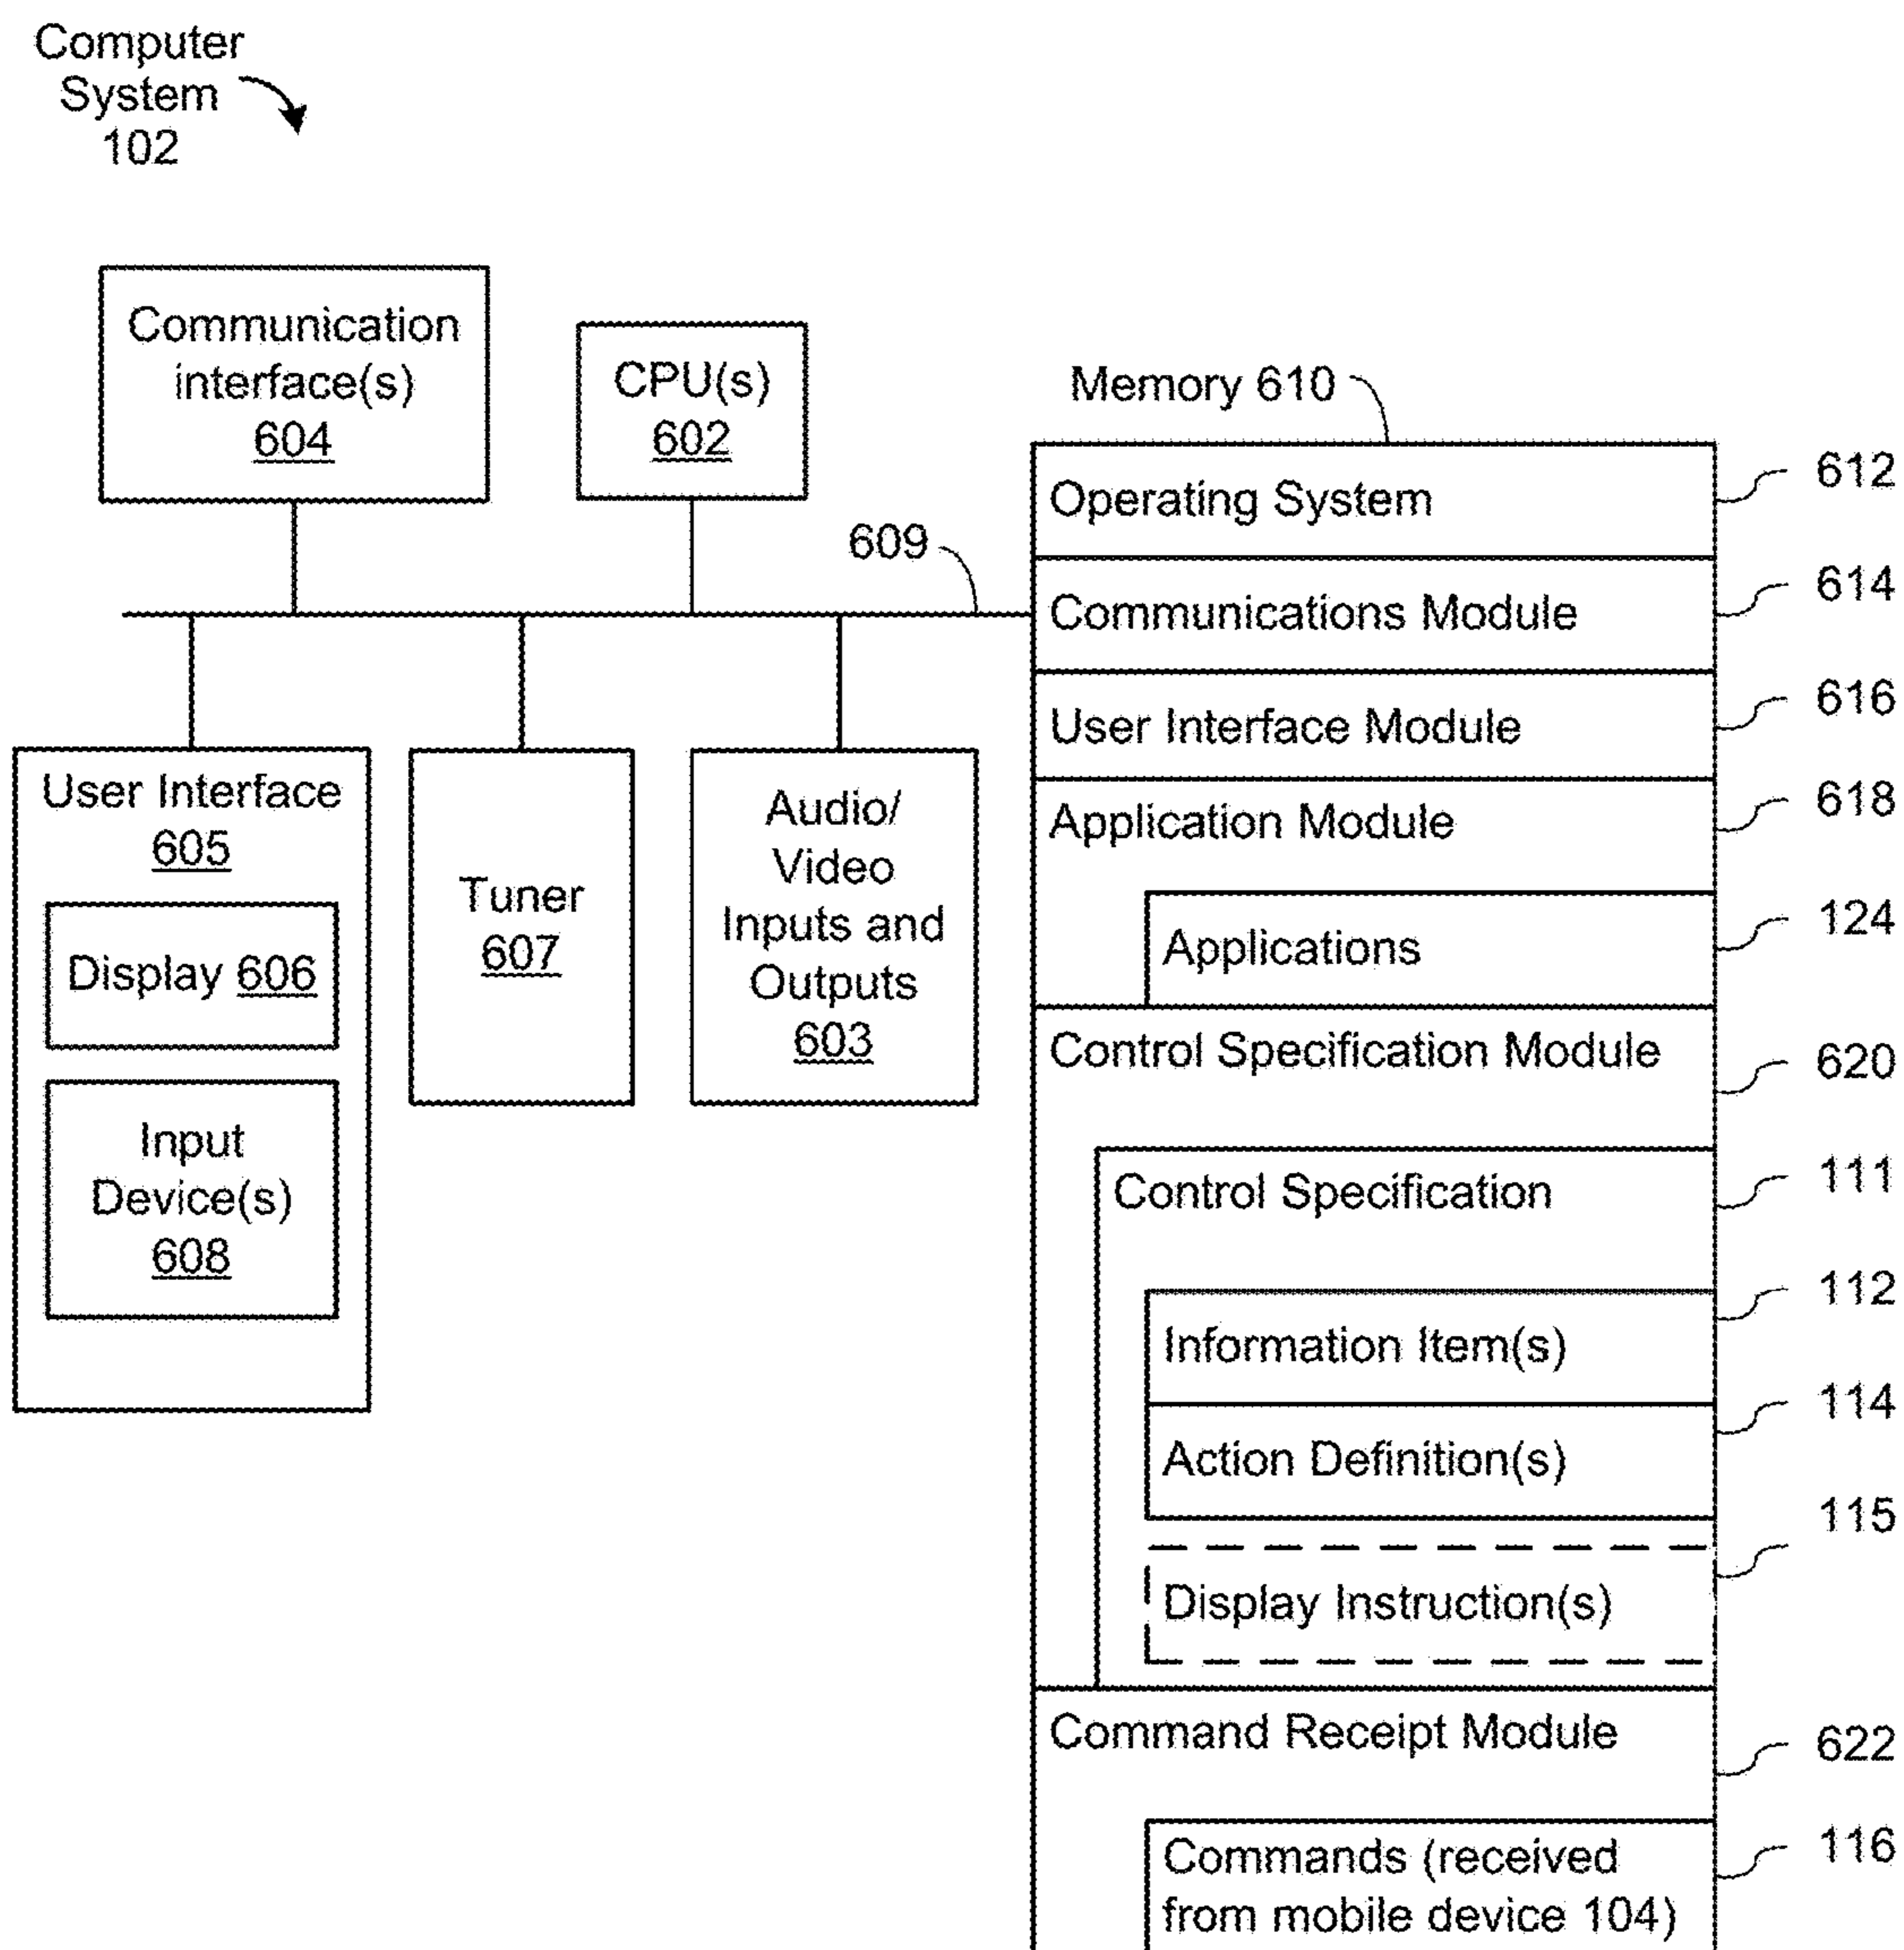 Computer
System
102
Communication
interface(s)
604
CPU(s)
602
609
User Interface
605
Display 606
Input
Device(s)
608
Tuner
607
Audio/
Video
Inputs and
Outputs
603
Memory 610
Operating System
612
Communications Module
614
User Interface Module
616
Application Module
618
Applications
124
Control Specification Module
620
Control Specification
111
Information Item(s)
112
Action Definition(s)
114
Display Instruction(s)
115
Command Receipt Module
622
Commands (received
from mobile device 104)
116